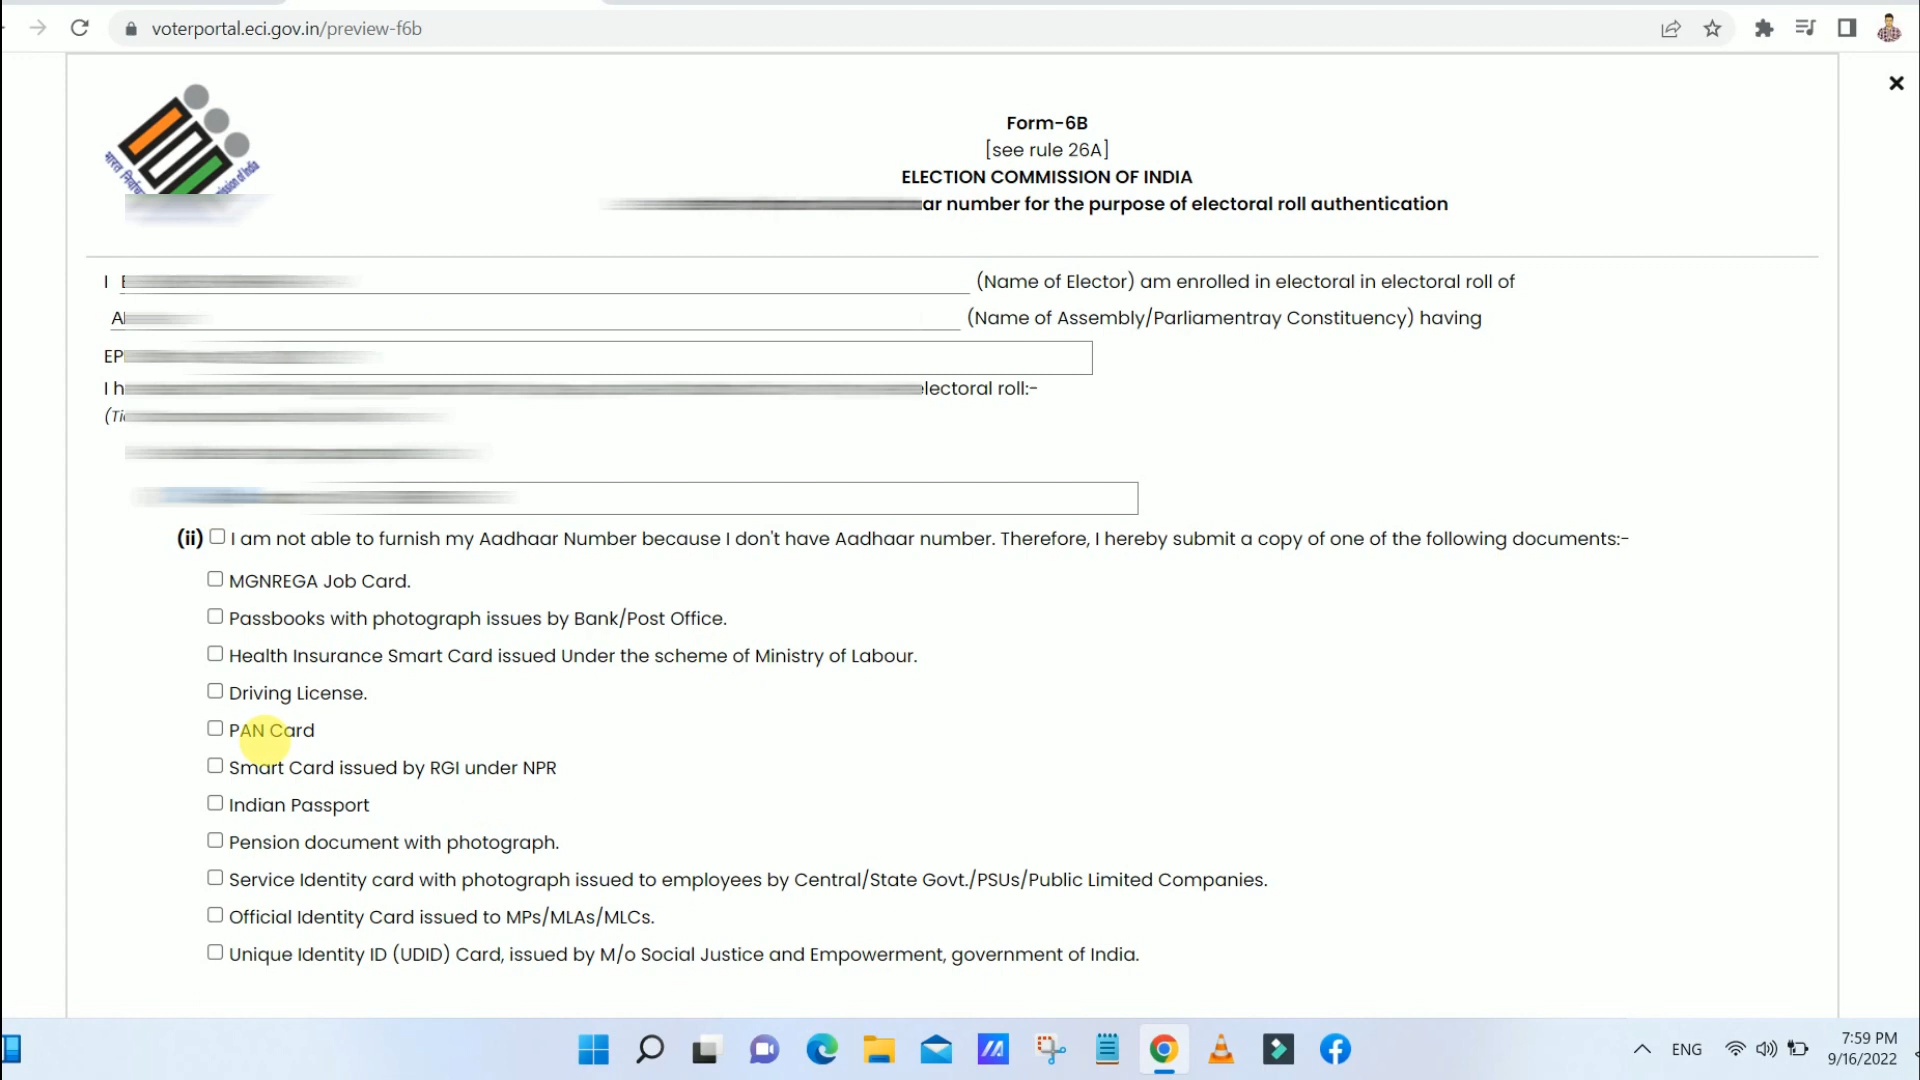 voterportal.eci.gov.in/preview-f6b
Form-6B
[see rule 26A]
ELECTION COMMISSION OF INDIA
number for the purpose of electoral roll authentication
I (Name of Elector) am enrolled in electoral in electoral roll of
(Name of Assembly/Parliamentray Constituency) having
I roll:-
(ii) I am not able to furnish my Aadhaar Number because I don't have Aadhaar number. Therefore, I hereby submit a copy of one of the following documents:-
MGNREGA Job Card.
Passbooks with photograph issues by Bank/Post Office.
Health Insurance Smart Card issued Under the scheme of Ministry of Labour.
Driving License.
PAN Card
Smart Card issued by RGI under NPR
Indian Passport
Pension document with photograph.
Service Identity card with photograph issued to employees by Central/State Govt./PSUs/Public Limited Companies.
Official Identity Card issued to MPs/MLAs/MLCs.
Unique Identity ID (UDID) Card, issued by M/o Social Justice and Empowerment, government of India.
ENG
7:59 PM
9/16/2022